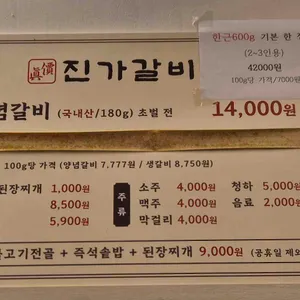 眞價 진가갈비
한근600g 기본 한
(2~3인용)
42000원
100g당 가격/7000원
념갈비 (국내산/180g) 초벌 전 14,000원
100g당 가격 (양념갈비 7.777원 / 생갈비 8.750원)
된장찌개 1,000원 주류 소주 4,000원 청하 5,000원
8,500원 맥주 4,000원 음료 2,000원
5,900원 막걸리 4,000원
고기전골 + 즉석솥밥 + 된장찌개 9,000원 (공휴일 제외